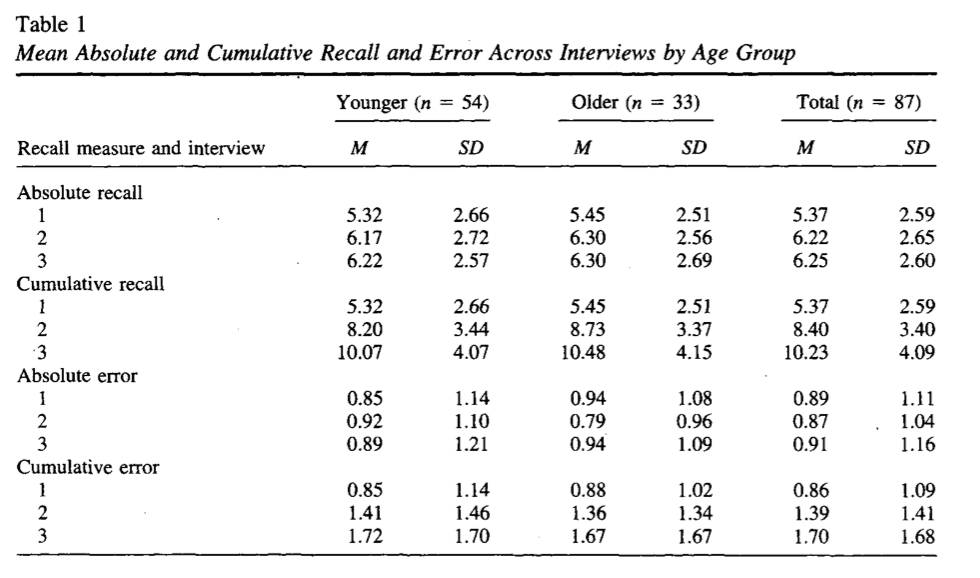 Table 1
Mean Absolute and Cumulative Recall and Error Across Interviews by Age Group
Younger (n = 54) Older (n = 33) Total (n = 87)
Recall measure and interview M SD M SD M SD
Absolute recall
1 5.32 2.66 5.45 2.51 5.37 2.59
2 6.17 2.72 6.30 2.56 6.22 2.65
3 6.22 2.57 6.30 2.69 6.25 2.60
Cumulative recall
1 5.32 2.66 5.45 2.51 5.37 2.59
2 8.20 3.44 8.73 3.37 8.40 3.40
3 10.07 4.07 10.48 4.15 10.23 4.09
Absolute error
1 0.85 1.14 0.94 1.08 0.89 1.11
2 0.92 1.10 0.79 0.96 0.87 1.04
3 0.89 1.21 0.94 1.09 0.91 1.16
Cumulative error
1 0.85 1.14 0.88 1.02 0.86 1.09
2 1.41 1.46 1.36 1.34 1.39 1.41
3 1.72 1.70 1.67 1.67 1.70 1.68